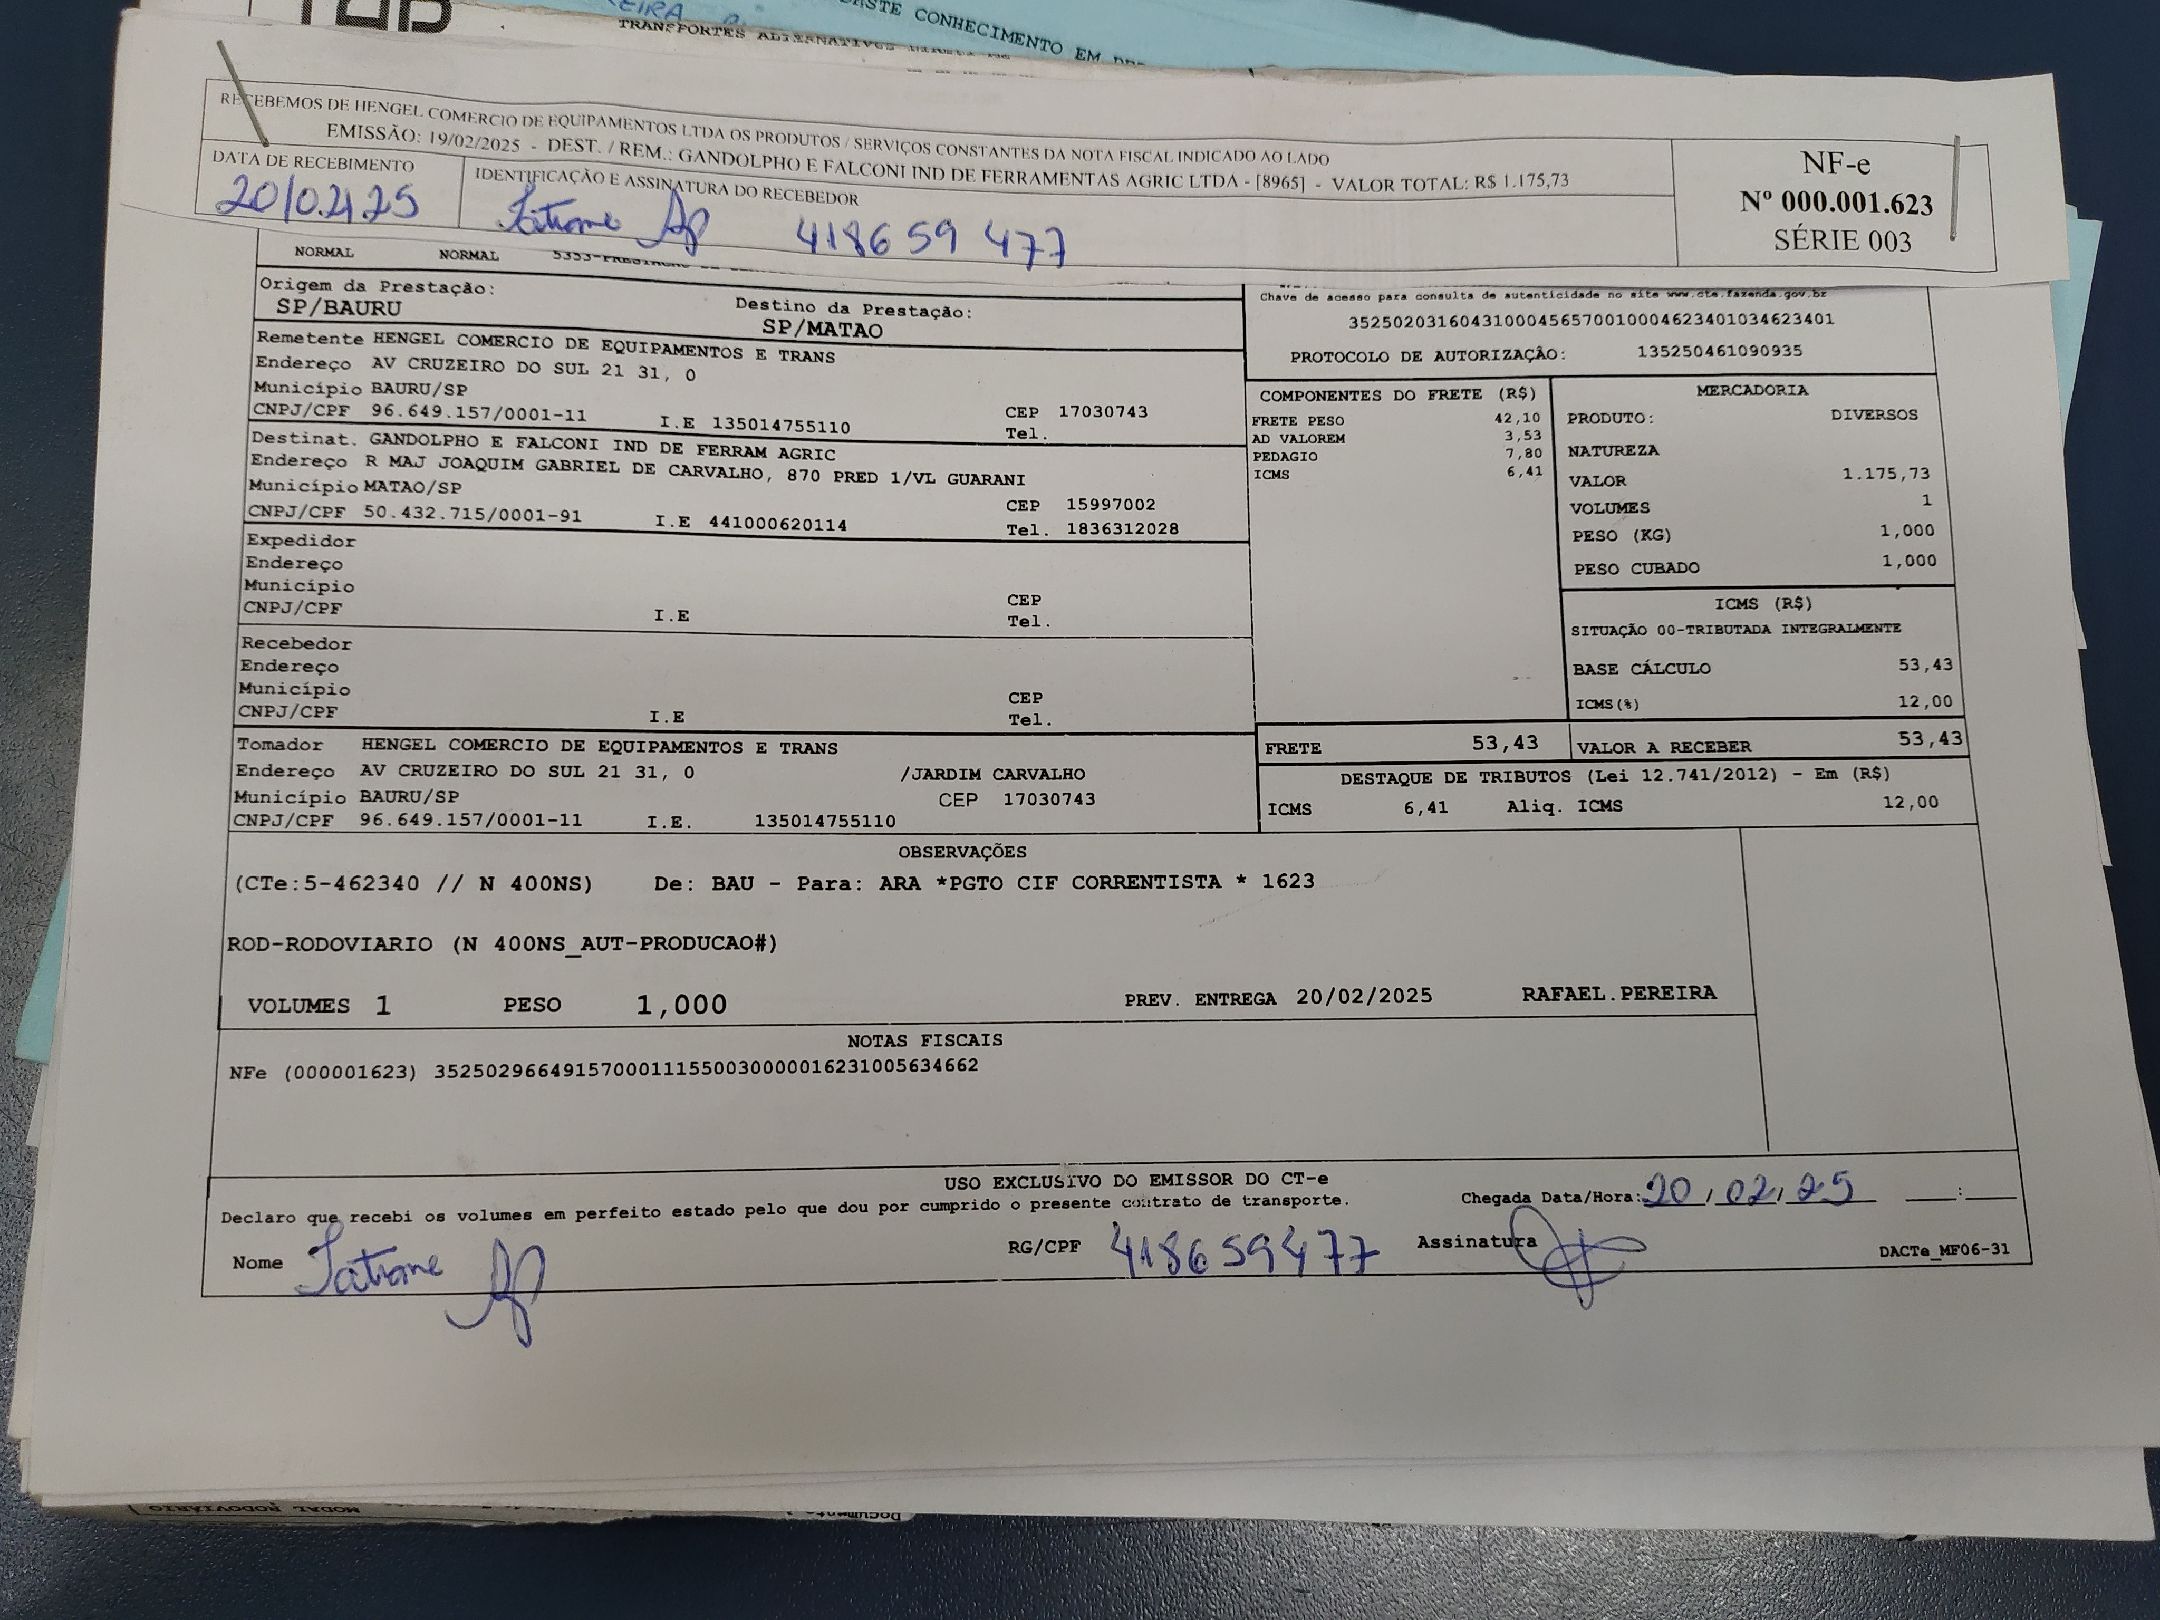 DESTE CONHECIMENTO EM
TRANSPORTES ALTERNATIVOS
RECEBEMOS DE HENGEL COMERCIO DE EQUIPAMENTOS LTDA OS PRODUTOS / SERVIÇOS CONSTANTES DA NOTA FISCAL INDICADO AO LADO
EMISSÃO: 19/02/2025 - DEST. / REM.: GANDOLPHO E FALCONI IND DE FERRAMENTAS AGRIC LTDA - [8965] - VALOR TOTAL: R$ 1.175,73
DATA DE RECEBIMENTO
20/02/25
IDENTIFICAÇÃO E ASSINATURA DO RECEBEDOR
Tatiane Ap 418659477
NF-e
Nº 000.001.623
SÉRIE 003
NORMAL NORMAL
Origem da Prestação:
SP/BAURU
Destino da Prestação:
SP/MATAO
Remetente HENGEL COMERCIO DE EQUIPAMENTOS E TRANS
Endereço AV CRUZEIRO DO SUL 21 31, 0
Município BAURU/SP
CNPJ/CPF 96.649.157/0001-11 I.E 135014755110
CEP 17030743
Tel.
Destinat. GANDOLPHO E FALCONI IND DE FERRAM AGRIC
Endereço R MAJ JOAQUIM GABRIEL DE CARVALHO, 870 PRED 1/VL GUARANI
Município MATAO/SP
CEP 15997002
CNPJ/CPF 50.432.715/0001-91 I.E 441000620114 Tel. 1836312028
Expedidor
Endereço
Município
CEP
CNPJ/CPF I.E Tel.
Recebedor
Endereço
Município
CEP
CNPJ/CPF I.E Tel.
Tomador HENGEL COMERCIO DE EQUIPAMENTOS E TRANS
Endereço AV CRUZEIRO DO SUL 21 31, 0 /JARDIM CARVALHO
Município BAURU/SP CEP 17030743
CNPJ/CPF 96.649.157/0001-11 I.E. 135014755110
Chave de acesso para consulta de autenticidade no site www.cte.fazenda.gov.br
35250203160431000456570010004623401034623401
PROTOCOLO DE AUTORIZAÇÃO: 135250461090935
COMPONENTES DO FRETE (R$)
FRETE PESO 42,10
AD VALOREM 3,53
PEDAGIO 7,80
ICMS 6,41
MERCADORIA
PRODUTO: DIVERSOS
NATUREZA
VALOR 1.175,73
VOLUMES 1
PESO (KG) 1,000
PESO CUBADO 1,000
ICMS (R$)
SITUAÇÃO 00-TRIBUTADA INTEGRALMENTE
BASE CÁLCULO 53,43
ICMS(%) 12,00
FRETE 53,43 VALOR A RECEBER 53,43
DESTAQUE DE TRIBUTOS (Lei 12.741/2012) - Em (R$)
ICMS 6,41 Aliq. ICMS 12,00
OBSERVAÇÕES
(CTe:5-462340 // N 400NS) De: BAU - Para: ARA *PGTO CIF CORRENTISTA * 1623
ROD-RODOVIARIO (N 400NS_AUT-PRODUCAO#)
VOLUMES 1 PESO 1,000 PREV. ENTREGA 20/02/2025 RAFAEL.PEREIRA
NOTAS FISCAIS
NFe (000001623) 35250296649157000111550030000016231005634662
USO EXCLUSIVO DO EMISSOR DO CT-e
Declaro que recebi os volumes em perfeito estado pelo que dou por cumprido o presente contrato de transporte.
Chegada Data/Hora: 20/02/25 __:__
Nome Tatiane Ap RG/CPF 418659477 Assinatura
DACTe_MF06-31
MODAL RODOVIÁRIO